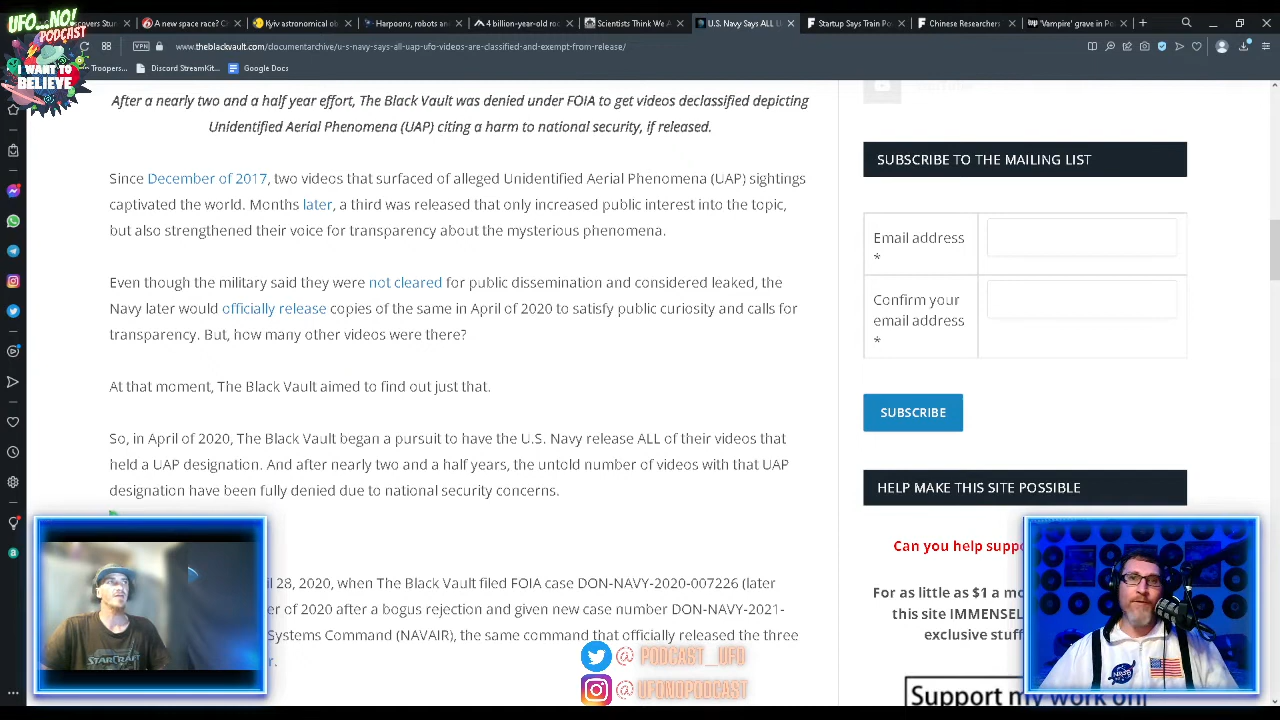 UFO...NO!
PODCAST
I WANT TO
BELIEVE
covers Stun
A new space race? C
Kyiv astronomical ob
Harpoons, robots an
4 billion-year-old ro
Scientists Think We A
U.S. Navy Says ALL U
Startup Says Train Po
Chinese Researchers
'Vampire' grave in Po
VPN
www.theblackvault.com/documentarchive/u-s-navy-says-all-uap-ufo-videos-are-classified-and-exempt-from-release/
Troopers...
Discord StreamKit...
Google Docs
After a nearly two and a half year effort, The Black Vault was denied under FOIA to get videos declassified depicting
Unidentified Aerial Phenomena (UAP) citing a harm to national security, if released.
Since December of 2017, two videos that surfaced of alleged Unidentified Aerial Phenomena (UAP) sightings
captivated the world. Months later, a third was released that only increased public interest into the topic,
but also strengthened their voice for transparency about the mysterious phenomena.
Even though the military said they were not cleared for public dissemination and considered leaked, the
Navy later would officially release copies of the same in April of 2020 to satisfy public curiosity and calls for
transparency. But, how many other videos were there?
At that moment, The Black Vault aimed to find out just that.
So, in April of 2020, The Black Vault began a pursuit to have the U.S. Navy release ALL of their videos that
held a UAP designation. And after nearly two and a half years, the untold number of videos with that UAP
designation have been fully denied due to national security concerns.
il 28, 2020, when The Black Vault filed FOIA case DON-NAVY-2020-007226 (later
er of 2020 after a bogus rejection and given new case number DON-NAVY-2021-
Systems Command (NAVAIR), the same command that officially released the three
r.
SUBSCRIBE TO THE MAILING LIST
Email address
*
Confirm your
email address
*
SUBSCRIBE
HELP MAKE THIS SITE POSSIBLE
Can you help suppo
For as little as $1 a mo
this site IMMENSEL
exclusive stuff
Support my work on
STARCRAFT
NASA
@ PODCAST_UFO
@ UFONOPODCAST